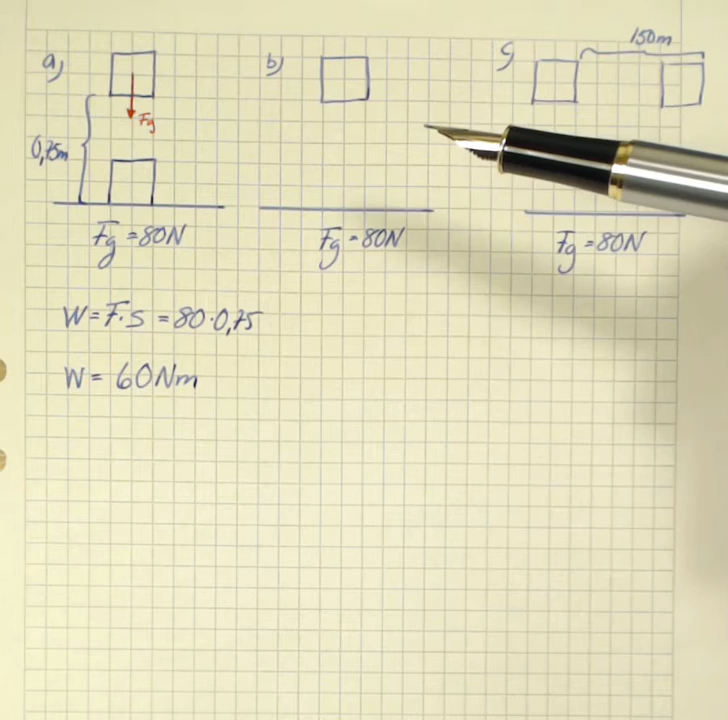 a)
b)
c)
150m
Fg
0,75m
Fg=80N
Fg=80N
Fg=80N
W=F·s =80·0,75
W= 60Nm